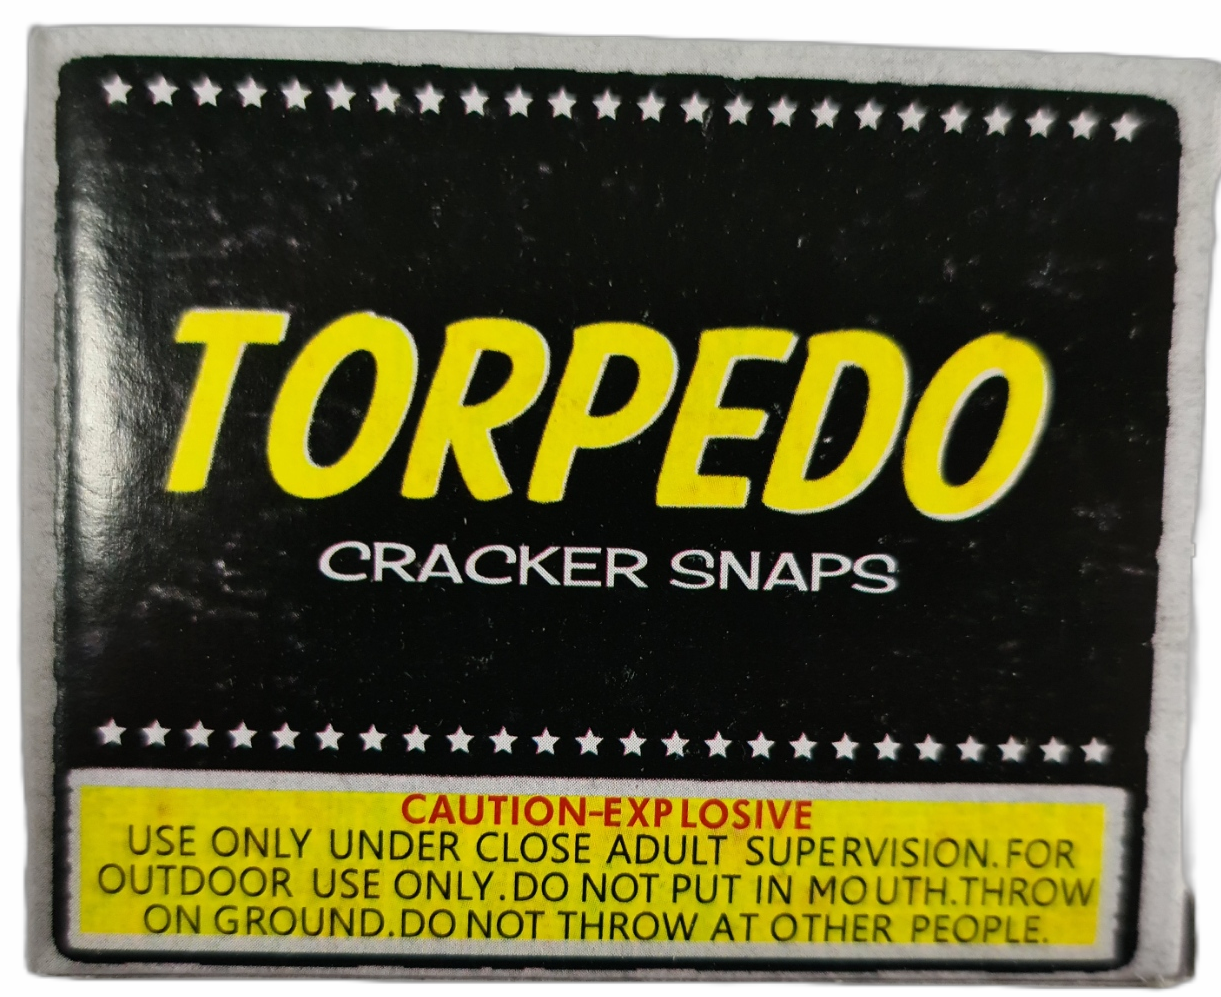 TORPEDO
CRACKER SNAPS
CAUTION-EXPLOSIVE
USE ONLY UNDER CLOSE ADULT SUPERVISION.FOR
OUTDOOR USE ONLY.DO NOT PUT IN MOUTH.THROW
ON GROUND.DO NOT THROW AT OTHER PEOPLE.